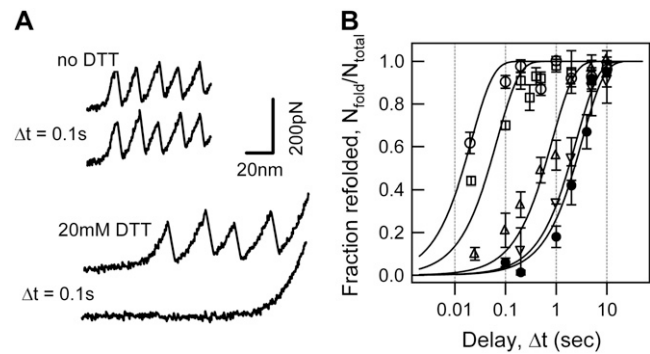 A
no DTT
Δt = 0.1s
20nm
200pN
20mM DTT
Δt = 0.1s
B
Fraction refolded, Nfold/Ntotal
1.0
0.8
0.6
0.4
0.2
0.0
0.01 0.1 1 10
Delay, Δt (sec)